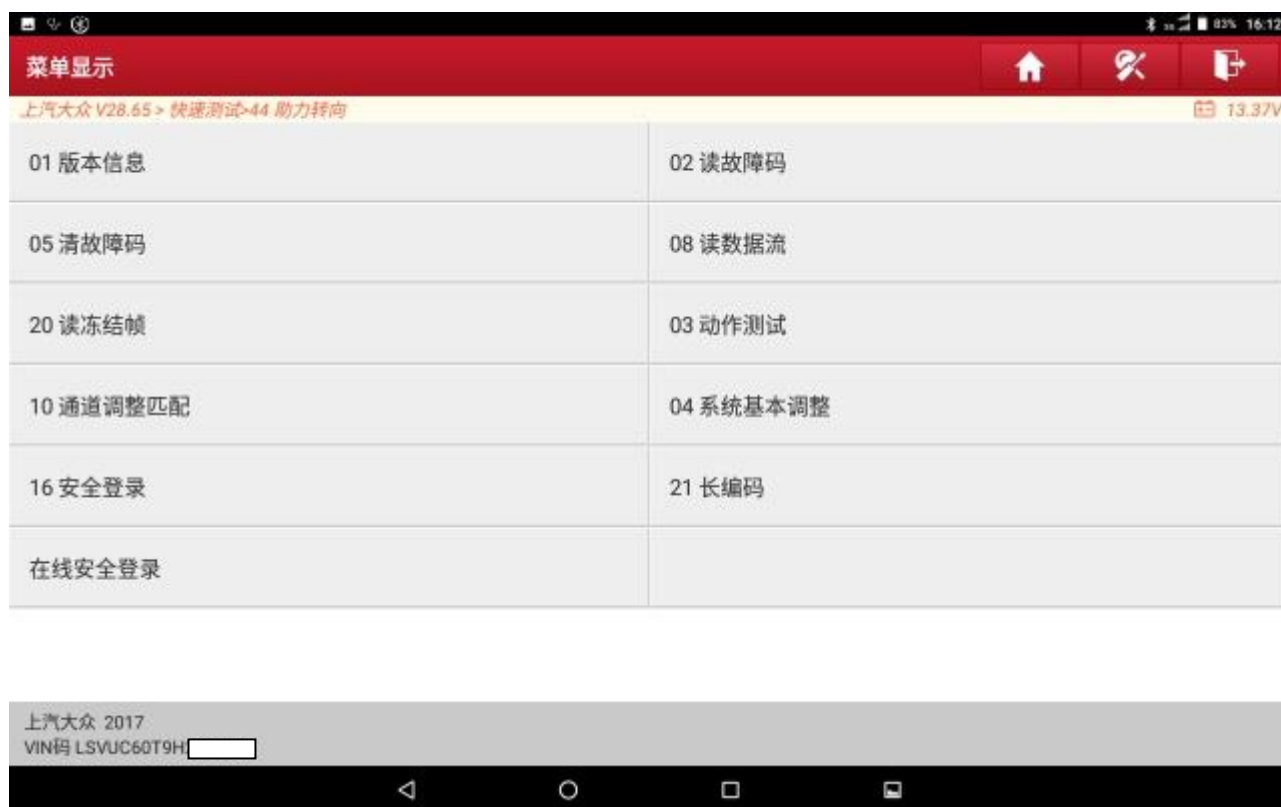 83% 16:12
菜单显示
上汽大众 V28.65 > 快速测试>44 助力转向
13.37V
01 版本信息
02 读故障码
05 清故障码
08 读数据流
20 读冻结帧
03 动作测试
10 通道调整匹配
04 系统基本调整
16 安全登录
21 长编码
在线安全登录
上汽大众 2017
VIN码 LSVUC60T9H